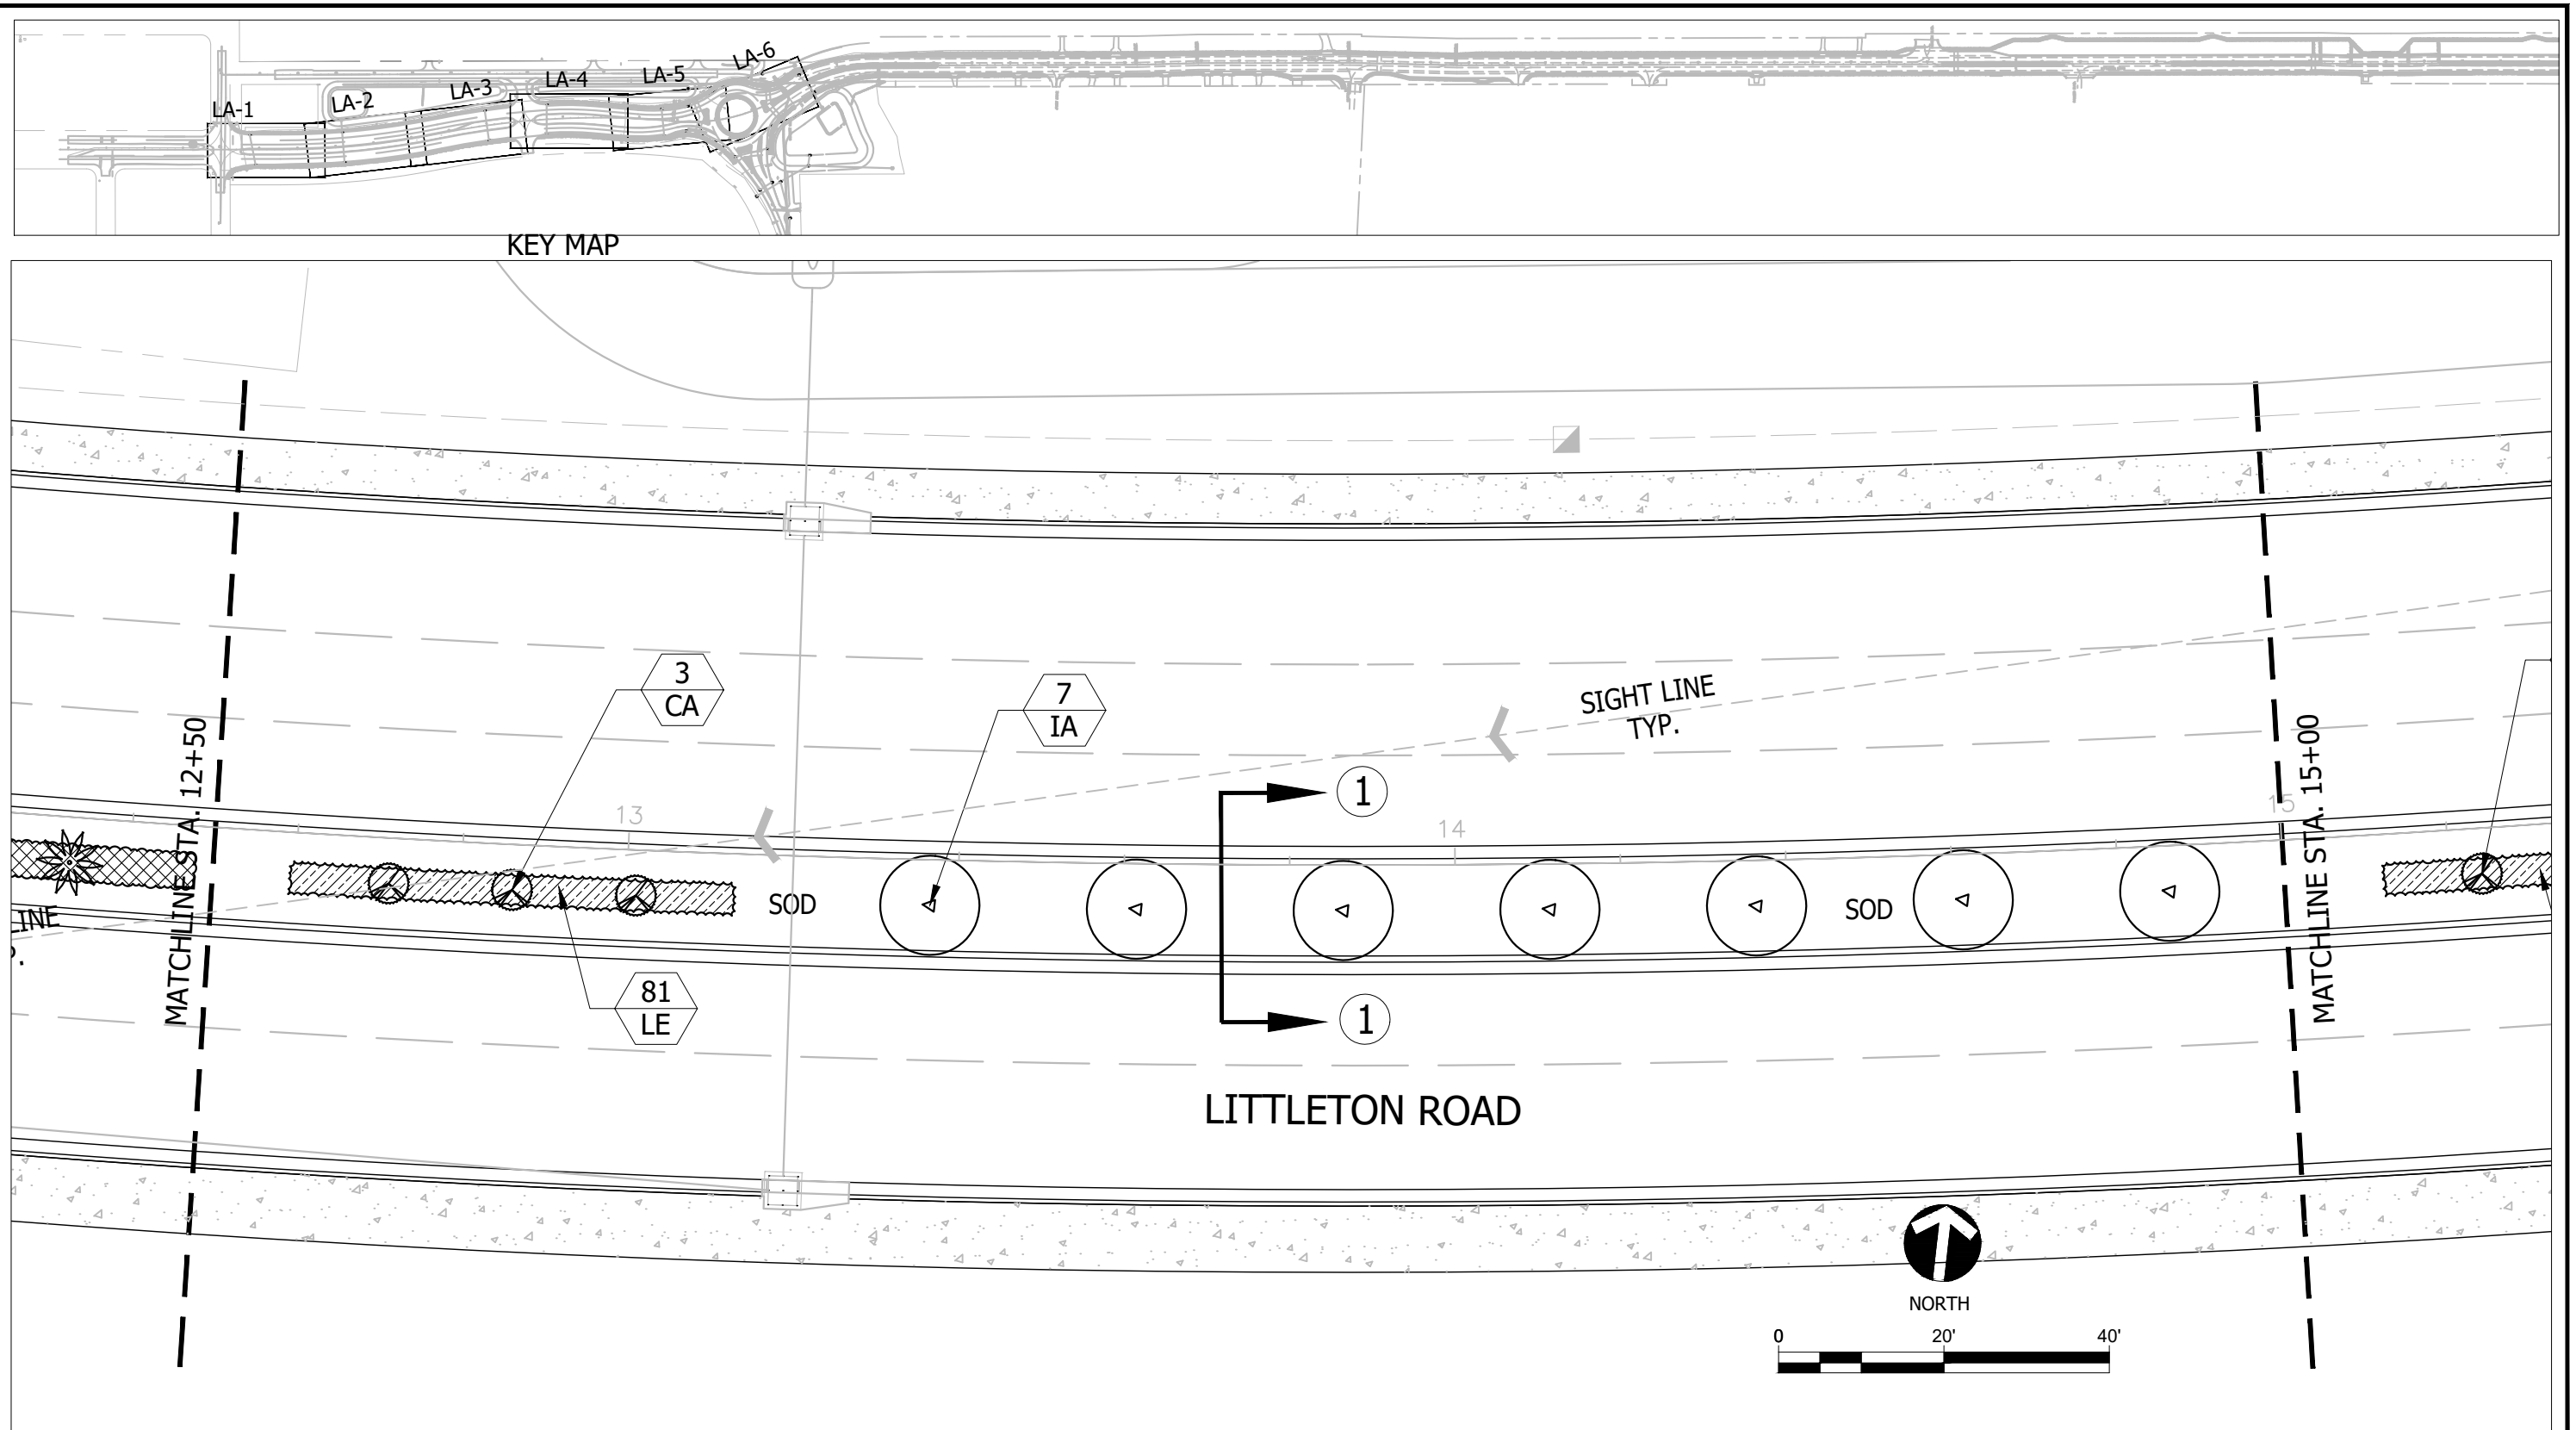 LA-1
LA-2
LA-3
LA-4
LA-5
LA-6
KEY MAP
3
CA
7
IA
SIGHT LINE
TYP.
MATCHLINE STA. 12+50
MATCHLINE STA. 15+00
13
14
15
1
SOD
SOD
LINE
P.
81
LE
1
LITTLETON ROAD
NORTH
0 20' 40'